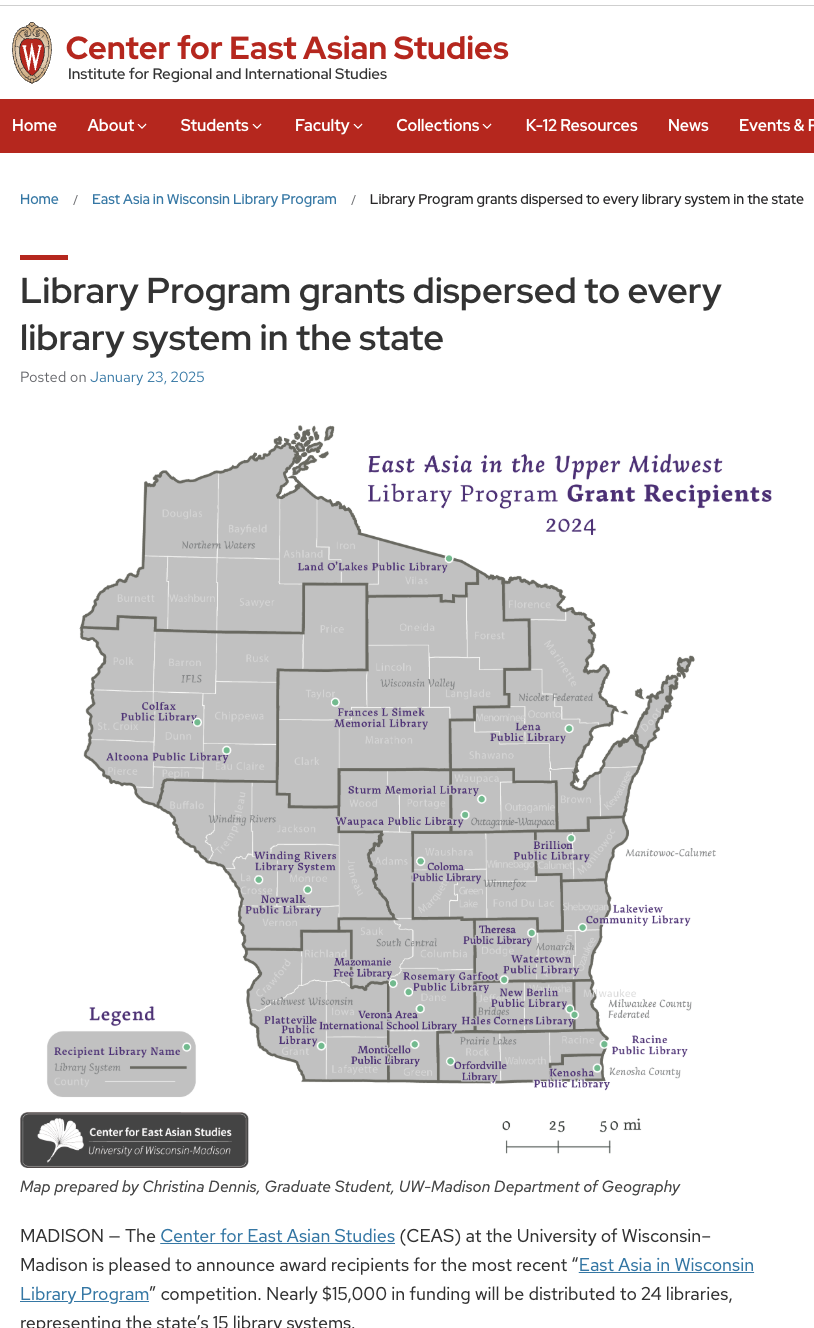 Center for East Asian Studies
Institute for Regional and International Studies
Home About Students Faculty Collections K-12 Resources News Events &
Home / East Asia in Wisconsin Library Program / Library Program grants dispersed to every library system in the state
Library Program grants dispersed to every
library system in the state
Posted on January 23, 2025
East Asia in the Upper Midwest
Library Program Grant Recipients
2024
Douglas
Bayfield
Northern Waters
Ashland
Iron
Land O'Lakes Public Library
Vilas
Burnett
Washburn
Sawyer
Florence
Price
Oneida
Forest
Marinette
Polk
Barron
Rusk
Lincoln
IFLS
Wisconsin Valley
Taylor
Langlade
Nicolet Federated
Door
Colfax
Public Library
Chippewa
Frances L Simek
Memorial Library
Menominee
Oconto
St. Croix
Dunn
Lena
Public Library
Marathon
Altoona Public Library
Shawano
Clark
Pierce
Pepin
Eau Claire
Waupaca
Kewaunee
Sturm Memorial Library
Buffalo
Wood
Portage
Outagamie
Brown
Winding Rivers
Trempealeau
Waupaca Public Library
Outagamie-Waupaca
Jackson
Brillion
Public Library
Manitowoc
Manitowoc-Calumet
Winding Rivers
Library System
Juneau
Adams
Waushara
Winnebago
Calumet
Coloma
Public Library
La
Crosse
Monroe
Winnefox
Marquette
Green
Lake
Norwalk
Public Library
Fond Du Lac
Sheboygan
Lakeview
Community Library
Vernon
Sauk
Theresa
Public Library
South Central
Monarch
Richland
Columbia
Dodge
Watertown
Public Library
Crawford
Mazomanie
Free Library
Rosemary Garfoot
Public Library
Dane
New Berlin
Public Library
Milwaukee
Milwaukee County
Federated
Southwest Wisconsin
Iowa
Bridges
Legend
Platteville
Public
Library
Verona Area
International School Library
Hales Corners Library
Recipient Library Name
Library System
County
Grant
Monticello
Public Library
Prairie Lakes
Rock
Racine
Racine
Public Library
Lafayette
Green
Orfordville
Library
Walworth
Kenosha
Public Library
Kenosha County
Center for East Asian Studies
University of Wisconsin-Madison
0 25 50 mi
Map prepared by Christina Dennis, Graduate Student, UW-Madison Department of Geography
MADISON – The Center for East Asian Studies (CEAS) at the University of Wisconsin–
Madison is pleased to announce award recipients for the most recent “East Asia in Wisconsin
Library Program” competition. Nearly $15,000 in funding will be distributed to 24 libraries,
representing the state’s 15 library systems.